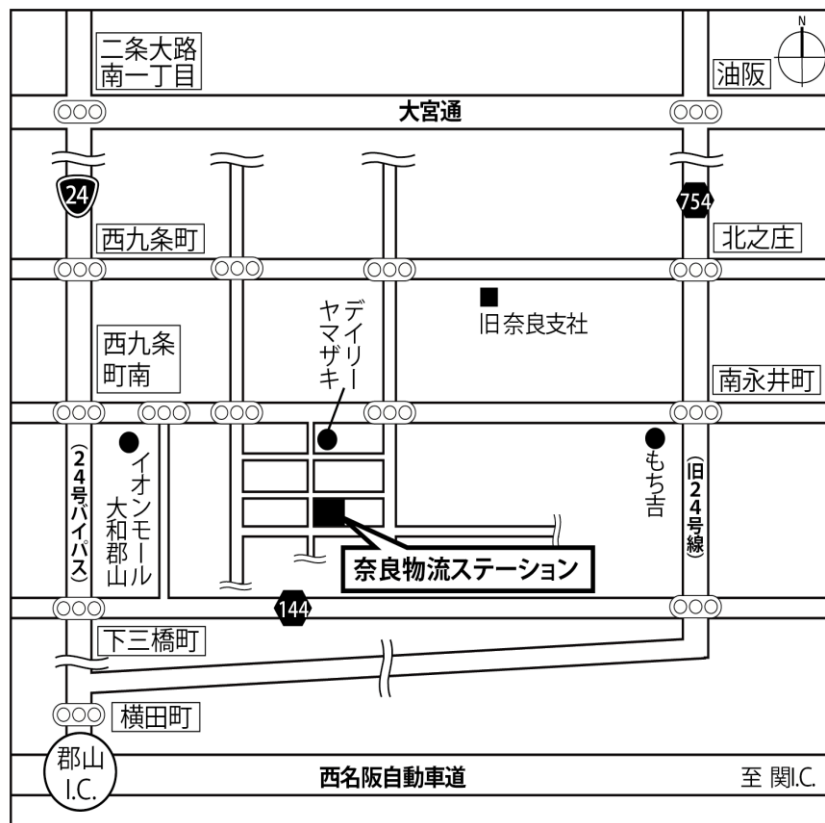 N
二条大路
南一丁目
油阪
大宮通
24
754
西九条町
北之庄
デイリー
ヤマザキ
旧奈良支社
西九条
町南
南永井町
(24号バイパス)
イオンモール
大和郡山
もち吉
(旧24号線)
奈良物流ステーション
144
下三橋町
横田町
郡山
I.C.
西名阪自動車道
至 関I.C.